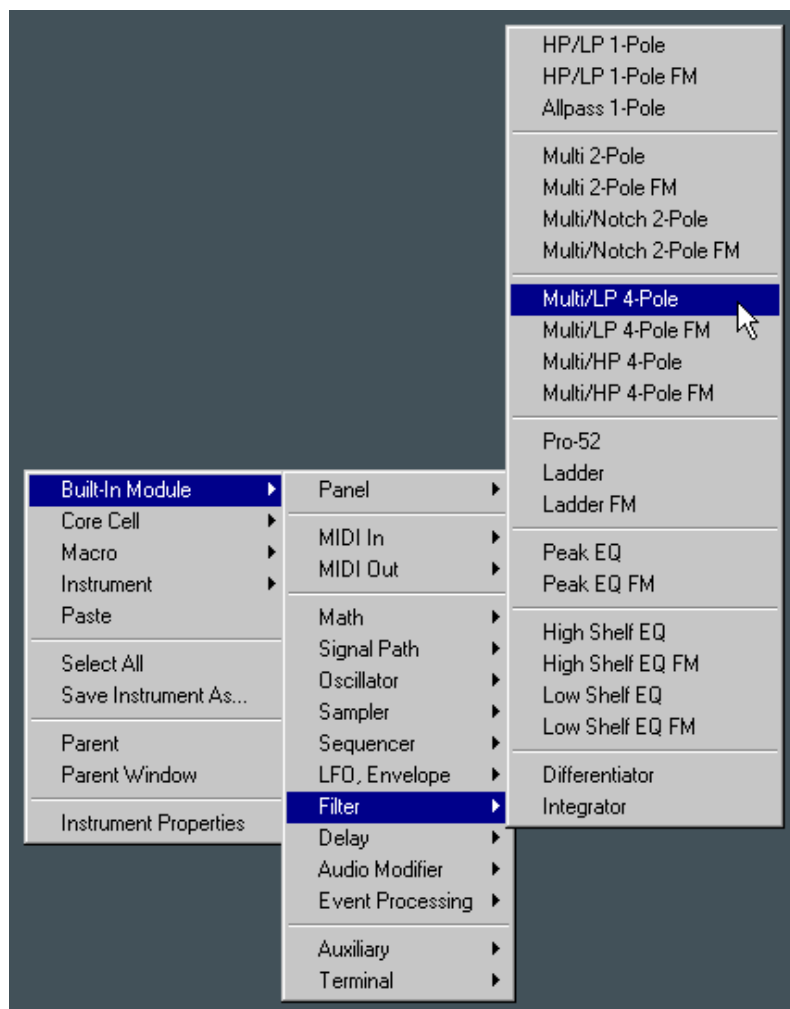 HP/LP 1-Pole
HP/LP 1-Pole FM
Allpass 1-Pole
Multi 2-Pole
Multi 2-Pole FM
Multi/Notch 2-Pole
Multi/Notch 2-Pole FM
Multi/LP 4-Pole
Multi/LP 4-Pole FM
Multi/HP 4-Pole
Multi/HP 4-Pole FM
Pro-52
Ladder
Ladder FM
Peak EQ
Peak EQ FM
High Shelf EQ
High Shelf EQ FM
Low Shelf EQ
Low Shelf EQ FM
Differentiator
Integrator
Built-In Module
Core Cell
Macro
Instrument
Paste
Select All
Save Instrument As...
Parent
Parent Window
Instrument Properties
Panel
MIDI In
MIDI Out
Math
Signal Path
Oscillator
Sampler
Sequencer
LFO, Envelope
Filter
Delay
Audio Modifier
Event Processing
Auxiliary
Terminal